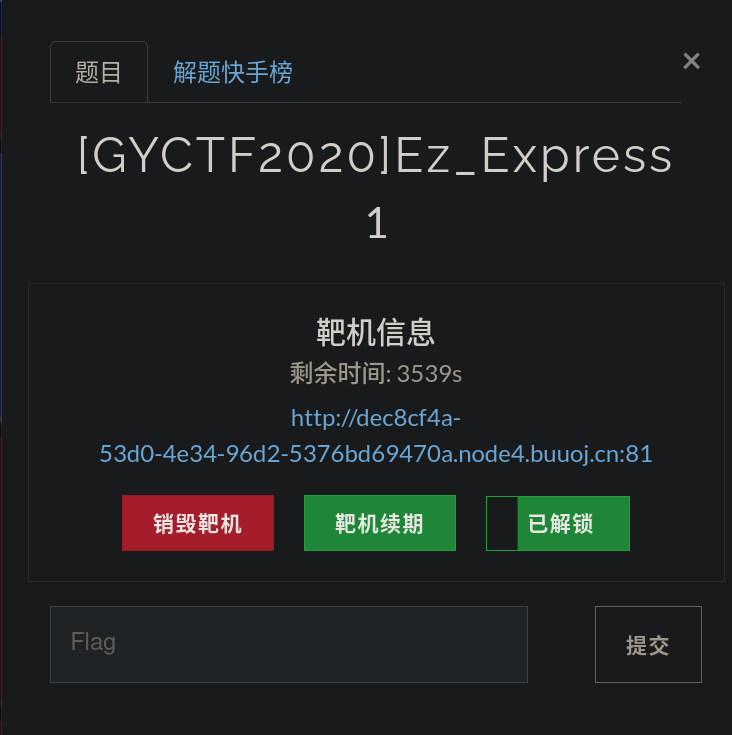 题目 解题快手榜 ×
[GYCTF2020]Ez_Express
1
靶机信息
剩余时间: 3539s
http://dec8cf4a-
53d0-4e34-96d2-5376bd69470a.node4.buuoj.cn:81
销毁靶机 靶机续期 已解锁
Flag 提交